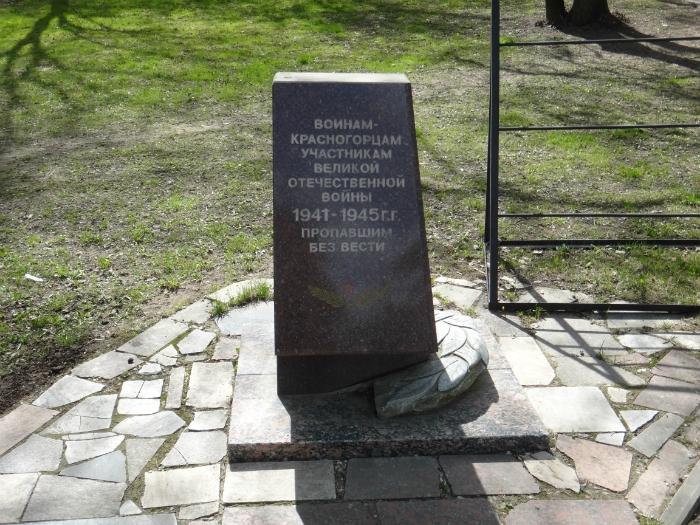 ВОИНАМ-
КРАСНОГОРЦАМ
УЧАСТНИКАМ
ВЕЛИКОЙ
ОТЕЧЕСТВЕННОЙ
ВОЙНЫ
1941-1945 г.г.
ПРОПАВШИМ
БЕЗ ВЕСТИ